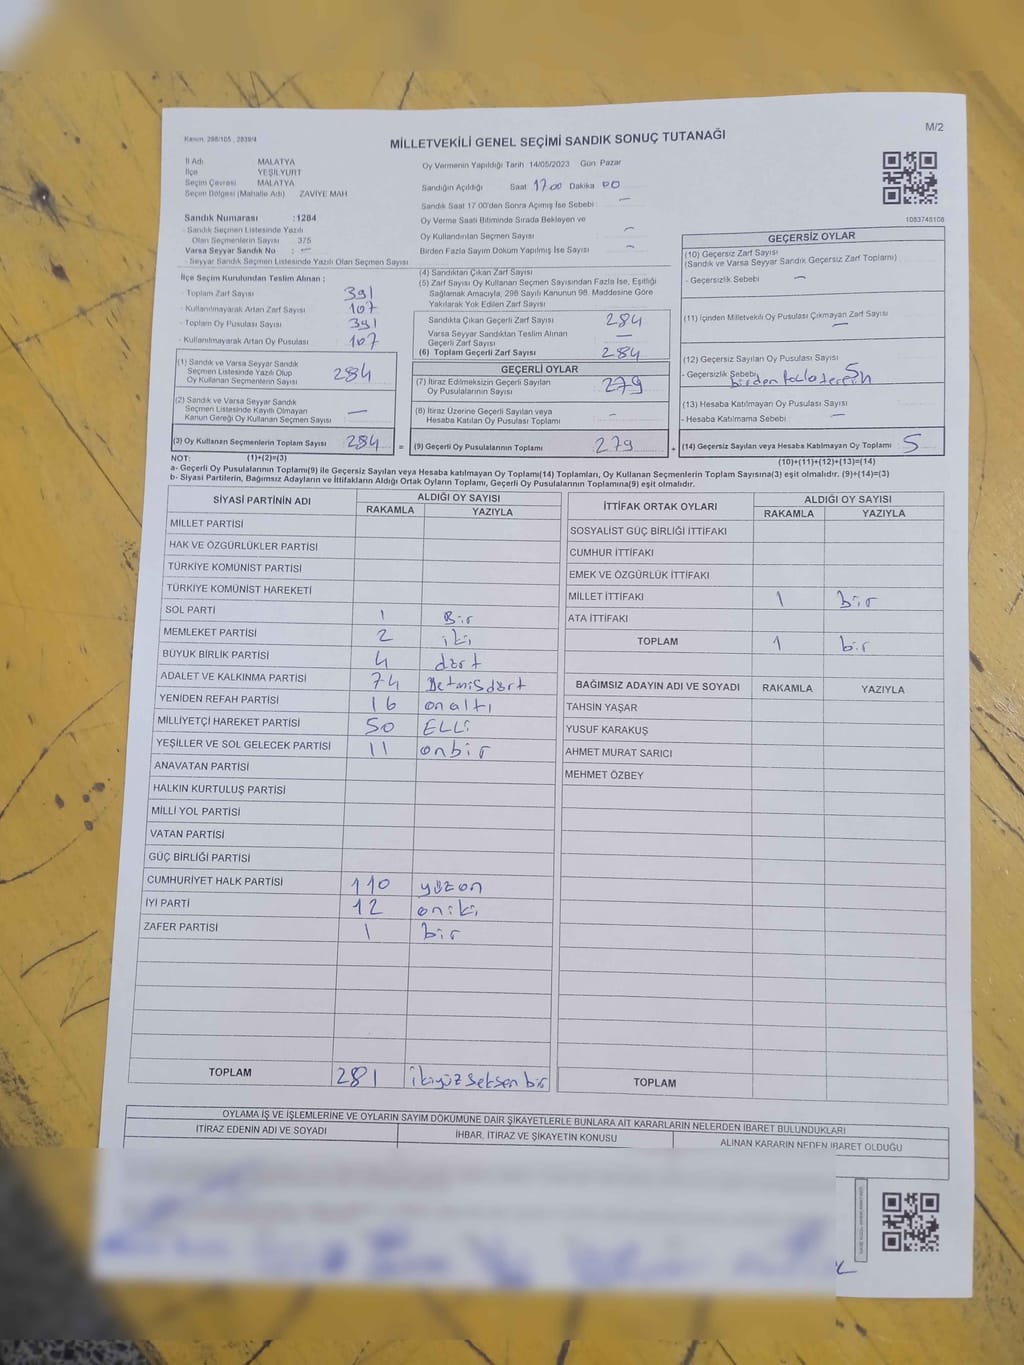 Kanun. 298/105 , 2839/4
MİLLETVEKİLİ GENEL SEÇİMİ SANDIK SONUÇ TUTANAĞI
M/2
İl Adı MALATYA
İlçe YEŞİLYURT
Seçim Çevresi MALATYA
Seçim Bölgesi (Mahalle Adı) ZAVİYE MAH
Sandık Numarası :1284
- Sandık Seçmen Listesinde Yazılı
Olan Seçmenlerin Sayısı 375
Varsa Seyyar Sandık No : —
- Seyyar Sandık Seçmen Listesinde Yazılı Olan Seçmen Sayısı
Oy Vermenin Yapıldığı Tarih 14/05/2023 Gün Pazar
Sandığın Açıldığı Saat 17.00 Dakika 00
Sandık Saat 17 00'den Sonra Açımış İse Sebebi : —
Oy Verme Saati Bitiminde Sırada Bekleyen ve
Oy Kullandırılan Seçmen Sayısı —
Birden Fazla Sayım Döküm Yapılmış İse Sayısı —
1083748108
İlçe Seçim Kurulundan Teslim Alınan ;
- Toplam Zarf Sayısı 391
- Kullanılmayarak Artan Zarf Sayısı 107
- Toplam Oy Pusulası Sayısı 391
- Kullanılmayarak Artan Oy Pusulası 107
(1) Sandık ve Varsa Seyyar Sandık
Seçmen Listesinde Yazılı Olup
Oy Kullanan Seçmenlerin Sayısı 284
(2) Sandık ve Varsa Seyyar Sandık
Seçmen Listesinde Kayıtlı Olmayan
Kanun Gereği Oy Kullanan Seçmen Sayısı —
(3) Oy Kullanan Seçmenlerin Toplam Sayısı 284 =
(4) Sandıktan Çıkan Zarf Sayısı
(5) Zarf Sayısı Oy Kullanan Seçmen Sayısından Fazla İse, Eşitliği
Sağlamak Amacıyla, 298 Sayılı Kanunun 98. Maddesine Göre
Yakılarak Yok Edilen Zarf Sayısı
Sandıkta Çıkan Geçerli Zarf Sayısı 284
Varsa Seyyar Sandıktan Teslim Alınan
Geçerli Zarf Sayısı —
(6) Toplam Geçerli Zarf Sayısı 284
GEÇERLİ OYLAR
(7) İtiraz Edilmeksizin Geçerli Sayılan
Oy Pusulalarının Sayısı 279
(8) İtiraz Üzerine Geçerli Sayılan veya
Hesaba Katılan Oy Pusulası Toplamı —
(9) Geçerli Oy Pusulalarının Toplamı 279 +
GEÇERSİZ OYLAR
(10) Geçersiz Zarf Sayısı
(Sandık ve Varsa Seyyar Sandık Geçersiz Zarf Toplamı)
- Geçersizlik Sebebi —
(11) İçinden Milletvekili Oy Pusulası Çıkmayan Zarf Sayısı
—
(12) Geçersiz Sayılan Oy Pusulası Sayısı 5
- Geçersizlik Sebebi birden fazla tercih
(13) Hesaba Katılmayan Oy Pusulası Sayısı
- Hesaba Katılmama Sebebi : —
(14) Geçersiz Sayılan veya Hesaba Katılmayan Oy Toplamı 5
NOT: (1)+(2)=(3)
(10)+(11)+(12)+(13)=(14)
a- Geçerli Oy Pusulalarının Toplamı(9) ile Geçersiz Sayılan veya Hesaba katılmayan Oy Toplamı(14) Toplamları, Oy Kullanan Seçmenlerin Toplam Sayısına(3) eşit olmalıdır. (9)+(14)=(3)
b- Siyasi Partilerin, Bağımsız Adayların ve İttifakların Aldığı Ortak Oyların Toplamı, Geçerli Oy Pusulalarının Toplamına(9) eşit olmalıdır.
SİYASİ PARTİNİN ADI ALDIĞI OY SAYISI
RAKAMLA YAZIYLA
MİLLET PARTİSİ
HAK VE ÖZGÜRLÜKLER PARTİSİ
TÜRKİYE KOMÜNİST PARTİSİ
TÜRKİYE KOMÜNİST HAREKETİ
SOL PARTİ 1 Bir
MEMLEKET PARTİSİ 2 iki
BÜYÜK BİRLİK PARTİSİ 4 dört
ADALET VE KALKINMA PARTİSİ 74 Yetmişdört
YENİDEN REFAH PARTİSİ 16 onaltı
MİLLİYETÇİ HAREKET PARTİSİ 50 ELLİ
YEŞİLLER VE SOL GELECEK PARTİSİ 11 onbir
ANAVATAN PARTİSİ
HALKIN KURTULUŞ PARTİSİ
MİLLİ YOL PARTİSİ
VATAN PARTİSİ
GÜÇ BİRLİĞİ PARTİSİ
CUMHURİYET HALK PARTİSİ 110 yüzon
İYİ PARTİ 12 oniki
ZAFER PARTİSİ 1 bir
TOPLAM 281 ikiyüzseksenbir
İTTİFAK ORTAK OYLARI ALDIĞI OY SAYISI
RAKAMLA YAZIYLA
SOSYALİST GÜÇ BİRLİĞİ İTTİFAKI
CUMHUR İTTİFAKI
EMEK VE ÖZGÜRLÜK İTTİFAKI
MİLLET İTTİFAKI 1 bir
ATA İTTİFAKI
TOPLAM 1 bir
BAĞIMSIZ ADAYIN ADI VE SOYADI RAKAMLA YAZIYLA
TAHSİN YAŞAR
YUSUF KARAKUŞ
AHMET MURAT SARICI
MEHMET ÖZBEY
TOPLAM
OYLAMA İŞ VE İŞLEMLERİNE VE OYLARIN SAYIM DÖKÜMÜNE DAİR ŞİKAYETLERLE BUNLARA AİT KARARLARIN NELERDEN İBARET BULUNDUKLARI
İTİRAZ EDENİN ADI VE SOYADI İHBAR, İTİRAZ VE ŞİKAYETİN KONUSU ALINAN KARARIN NEDEN İBARET OLDUĞU